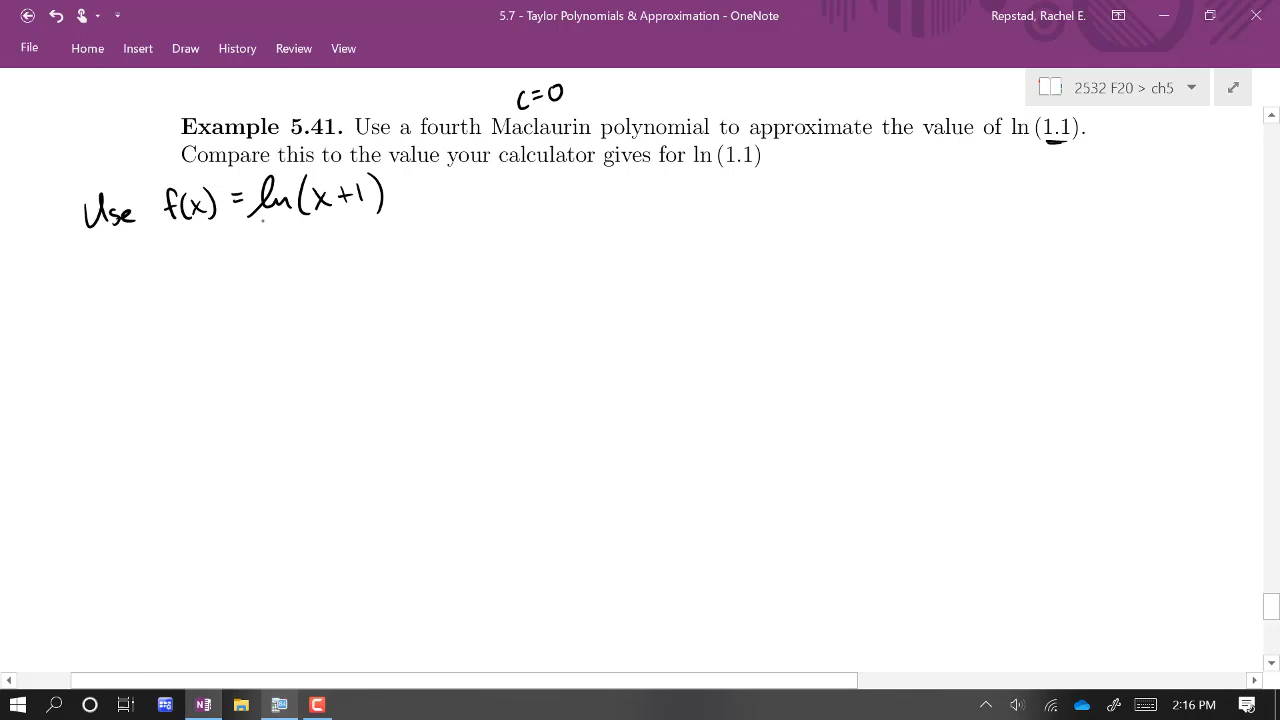 5.7 - Taylor Polynomials & Approximation - OneNote
Repstad, Rachel E.
File Home Insert Draw History Review View
2532 F20 > ch5
c=0
Example 5.41. Use a fourth Maclaurin polynomial to approximate the value of ln (1.1).
Compare this to the value your calculator gives for ln (1.1)
Use f(x) = ln(x+1)
2:16 PM